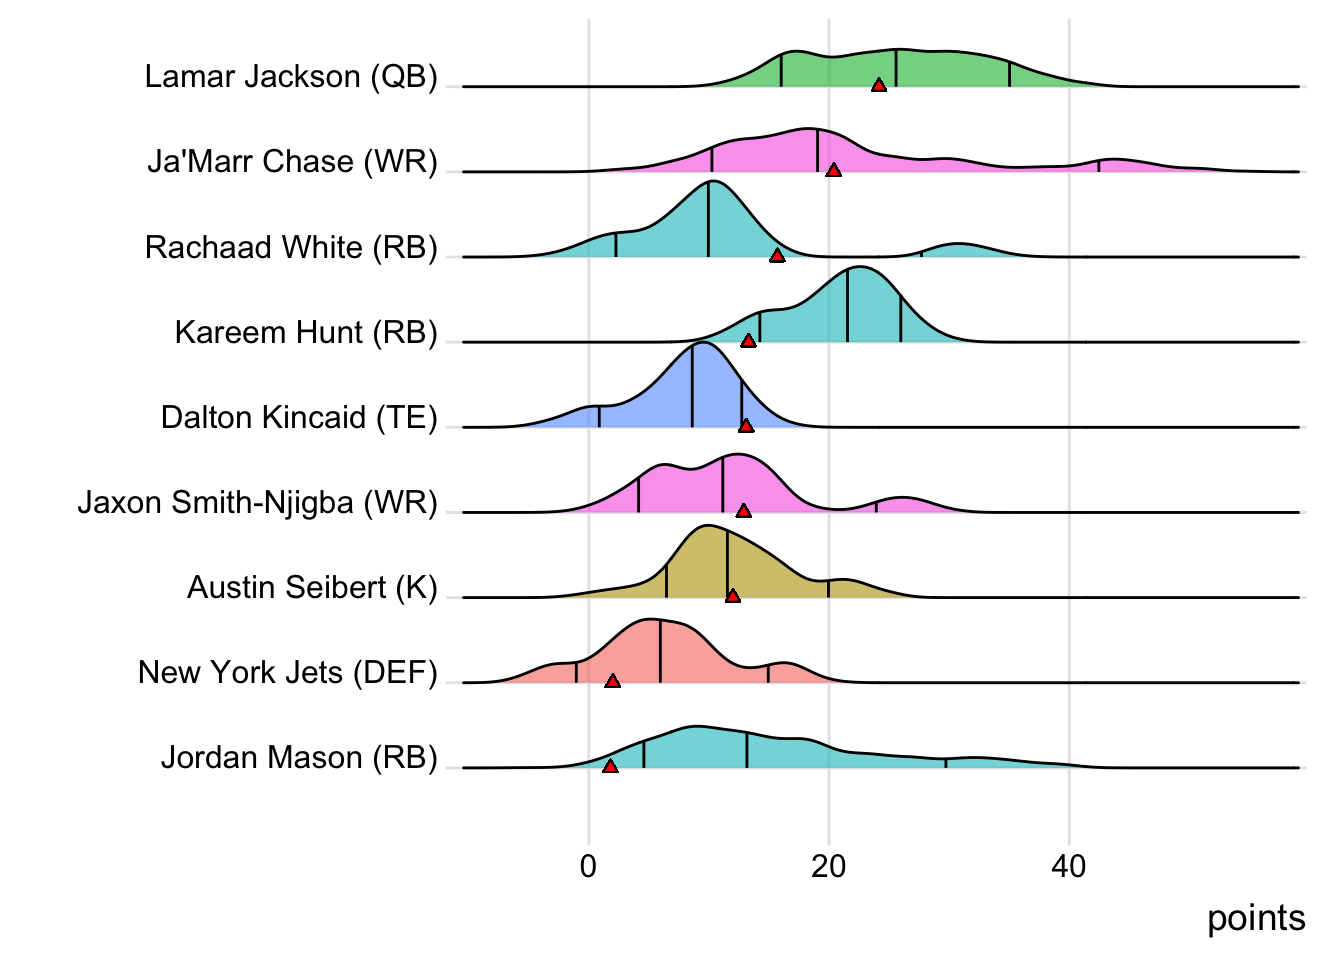 Lamar Jackson (QB)
Ja'Marr Chase (WR)
Rachaad White (RB)
Kareem Hunt (RB)
Dalton Kincaid (TE)
Jaxon Smith-Njigba (WR)
Austin Seibert (K)
New York Jets (DEF)
Jordan Mason (RB)
0 20 40
points